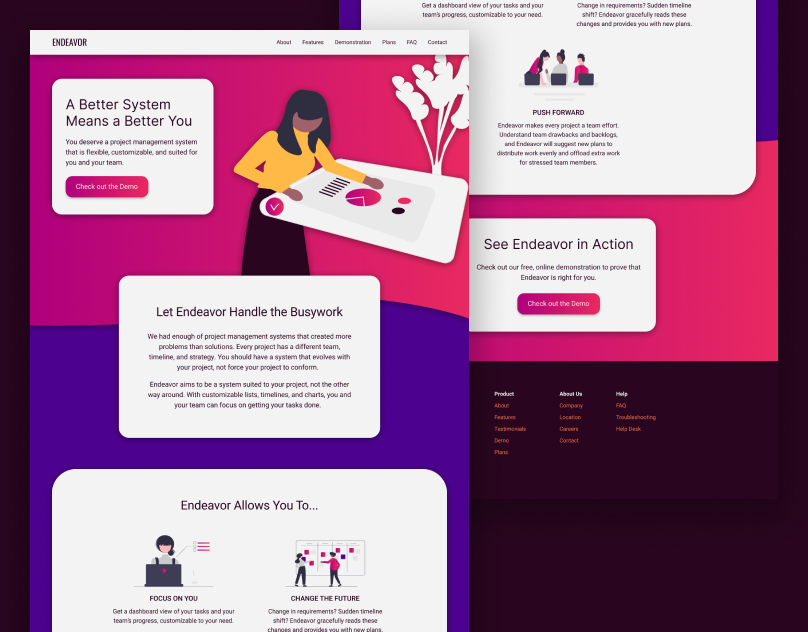 ENDEAVOR
About Features Demonstration Plans FAQ Contact
A Better System
Means a Better You
You deserve a project management system
that is flexible, customizable, and suited for
you and your team.
Check out the Demo
Let Endeavor Handle the Busywork
We had enough of project management systems that created more
problems than solutions. Every project has a different team,
timeline, and strategy. You should have a system that evolves with
your project, not force your project to conform.
Endeavor aims to be a system suited to your project, not the other
way around. With customizable lists, timelines, and charts, you and
your team can focus on getting your tasks done.
Endeavor Allows You To...
FOCUS ON YOU
Get a dashboard view of your tasks and your
team's progress, customizable to your need.
CHANGE THE FUTURE
Change in requirements? Sudden timeline
shift? Endeavor gracefully reads these
changes and provides you with new plans.
Get a dashboard view of your tasks and your
team's progress, customizable to your need.
Change in requirements? Sudden timeline
shift? Endeavor gracefully reads these
changes and provides you with new plans.
PUSH FORWARD
Endeavor makes every project a team effort.
Understand team drawbacks and backlogs,
and Endeavor will suggest new plans to
distribute work evenly and offload extra work
for stressed team members.
See Endeavor in Action
Check out our free, online demonstration to prove that
Endeavor is right for you.
Check out the Demo
Product
About
Features
Testimonials
Demo
Plans
About Us
Company
Location
Careers
Contact
Help
FAQ
Troubleshooting
Help Desk